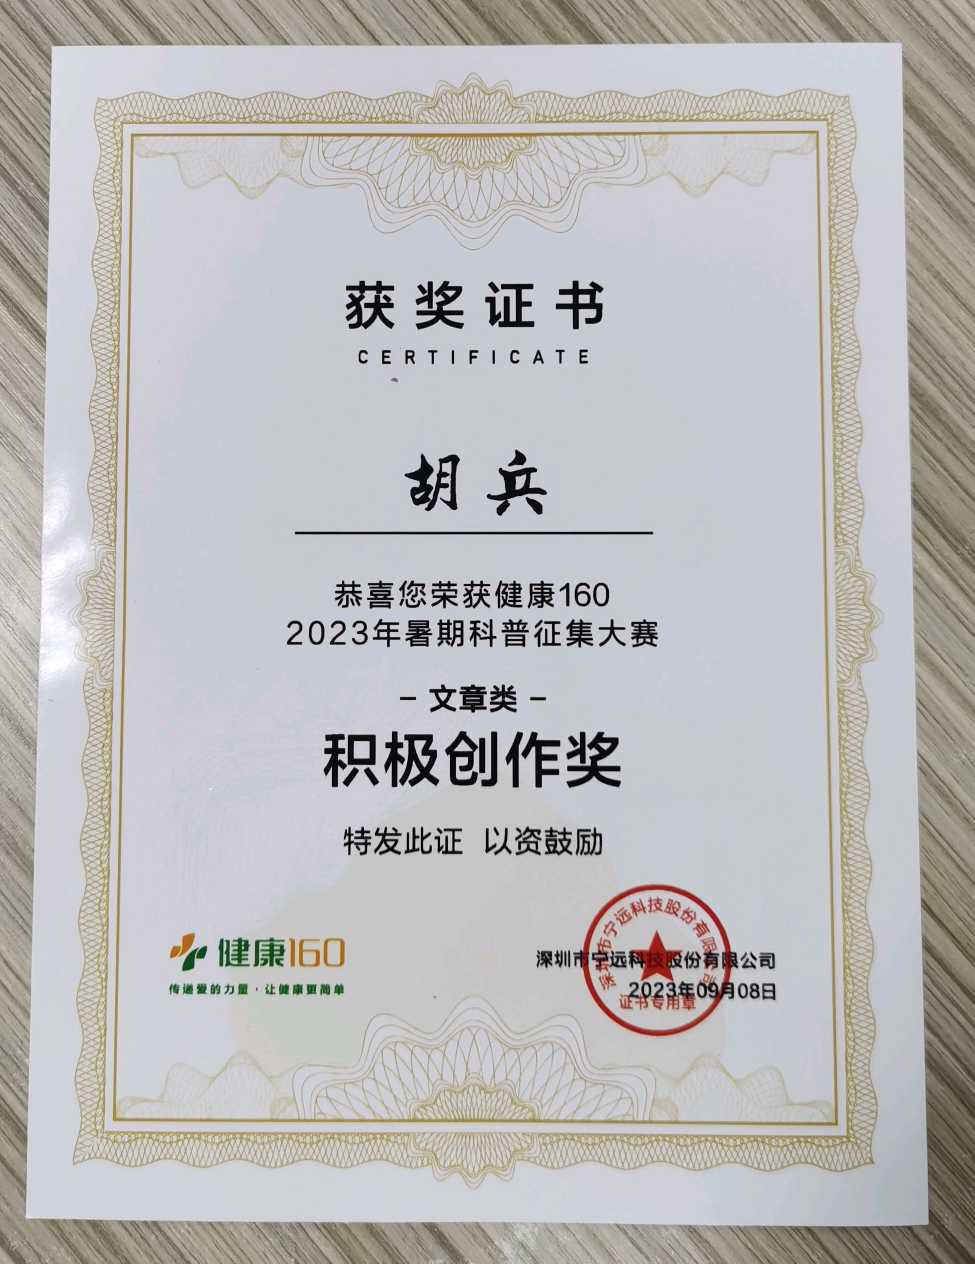 获奖证书
CERTIFICATE
胡兵
恭喜您荣获健康160
2023年暑期科普征集大赛
- 文章类 -
积极创作奖
特发此证 以资鼓励
健康160
传递爱的力量·让健康更简单
深圳市宁远科技股份有限公司
2023年09月08日
深圳市宁远科技股份有限公司
证书专用章